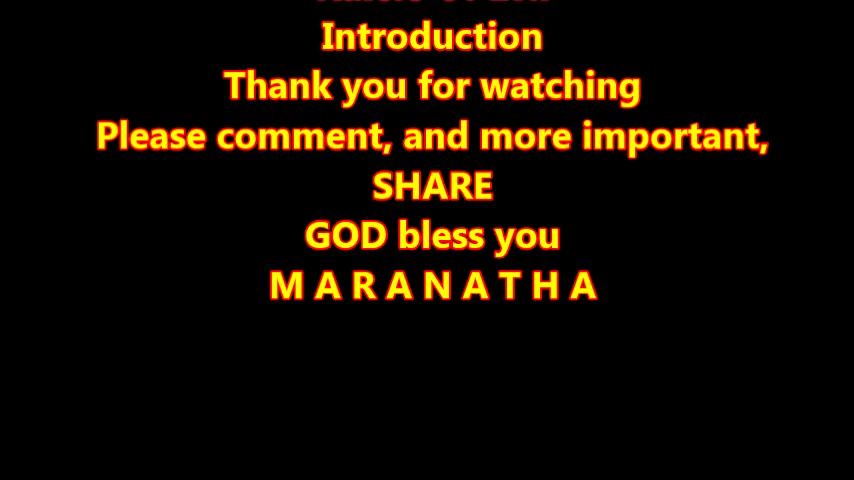 Introduction
Thank you for watching
Please comment, and more important,
SHARE
GOD bless you
M A R A N A T H A